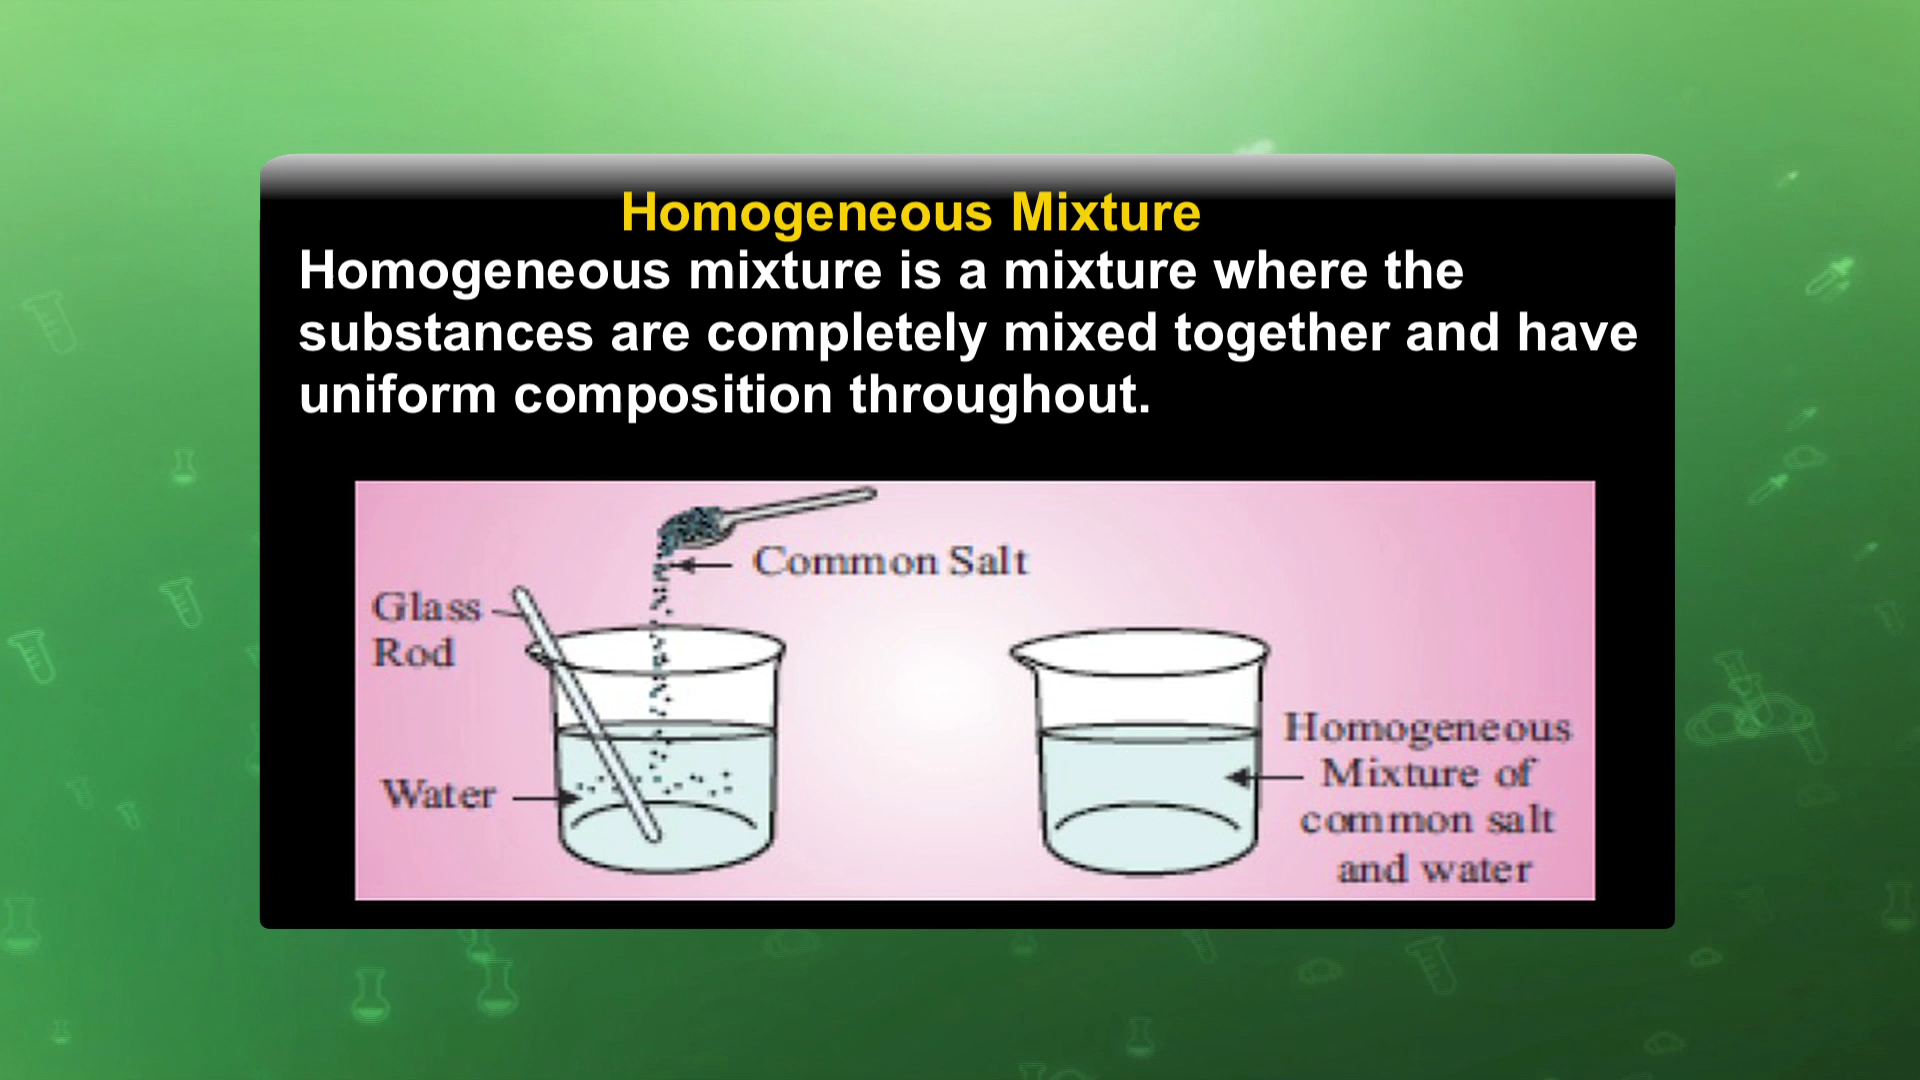 Homogeneous Mixture
Homogeneous mixture is a mixture where the
substances are completely mixed together and have
uniform composition throughout.
Common Salt
Glass
Rod
Water
Homogeneous
Mixture of
common salt
and water